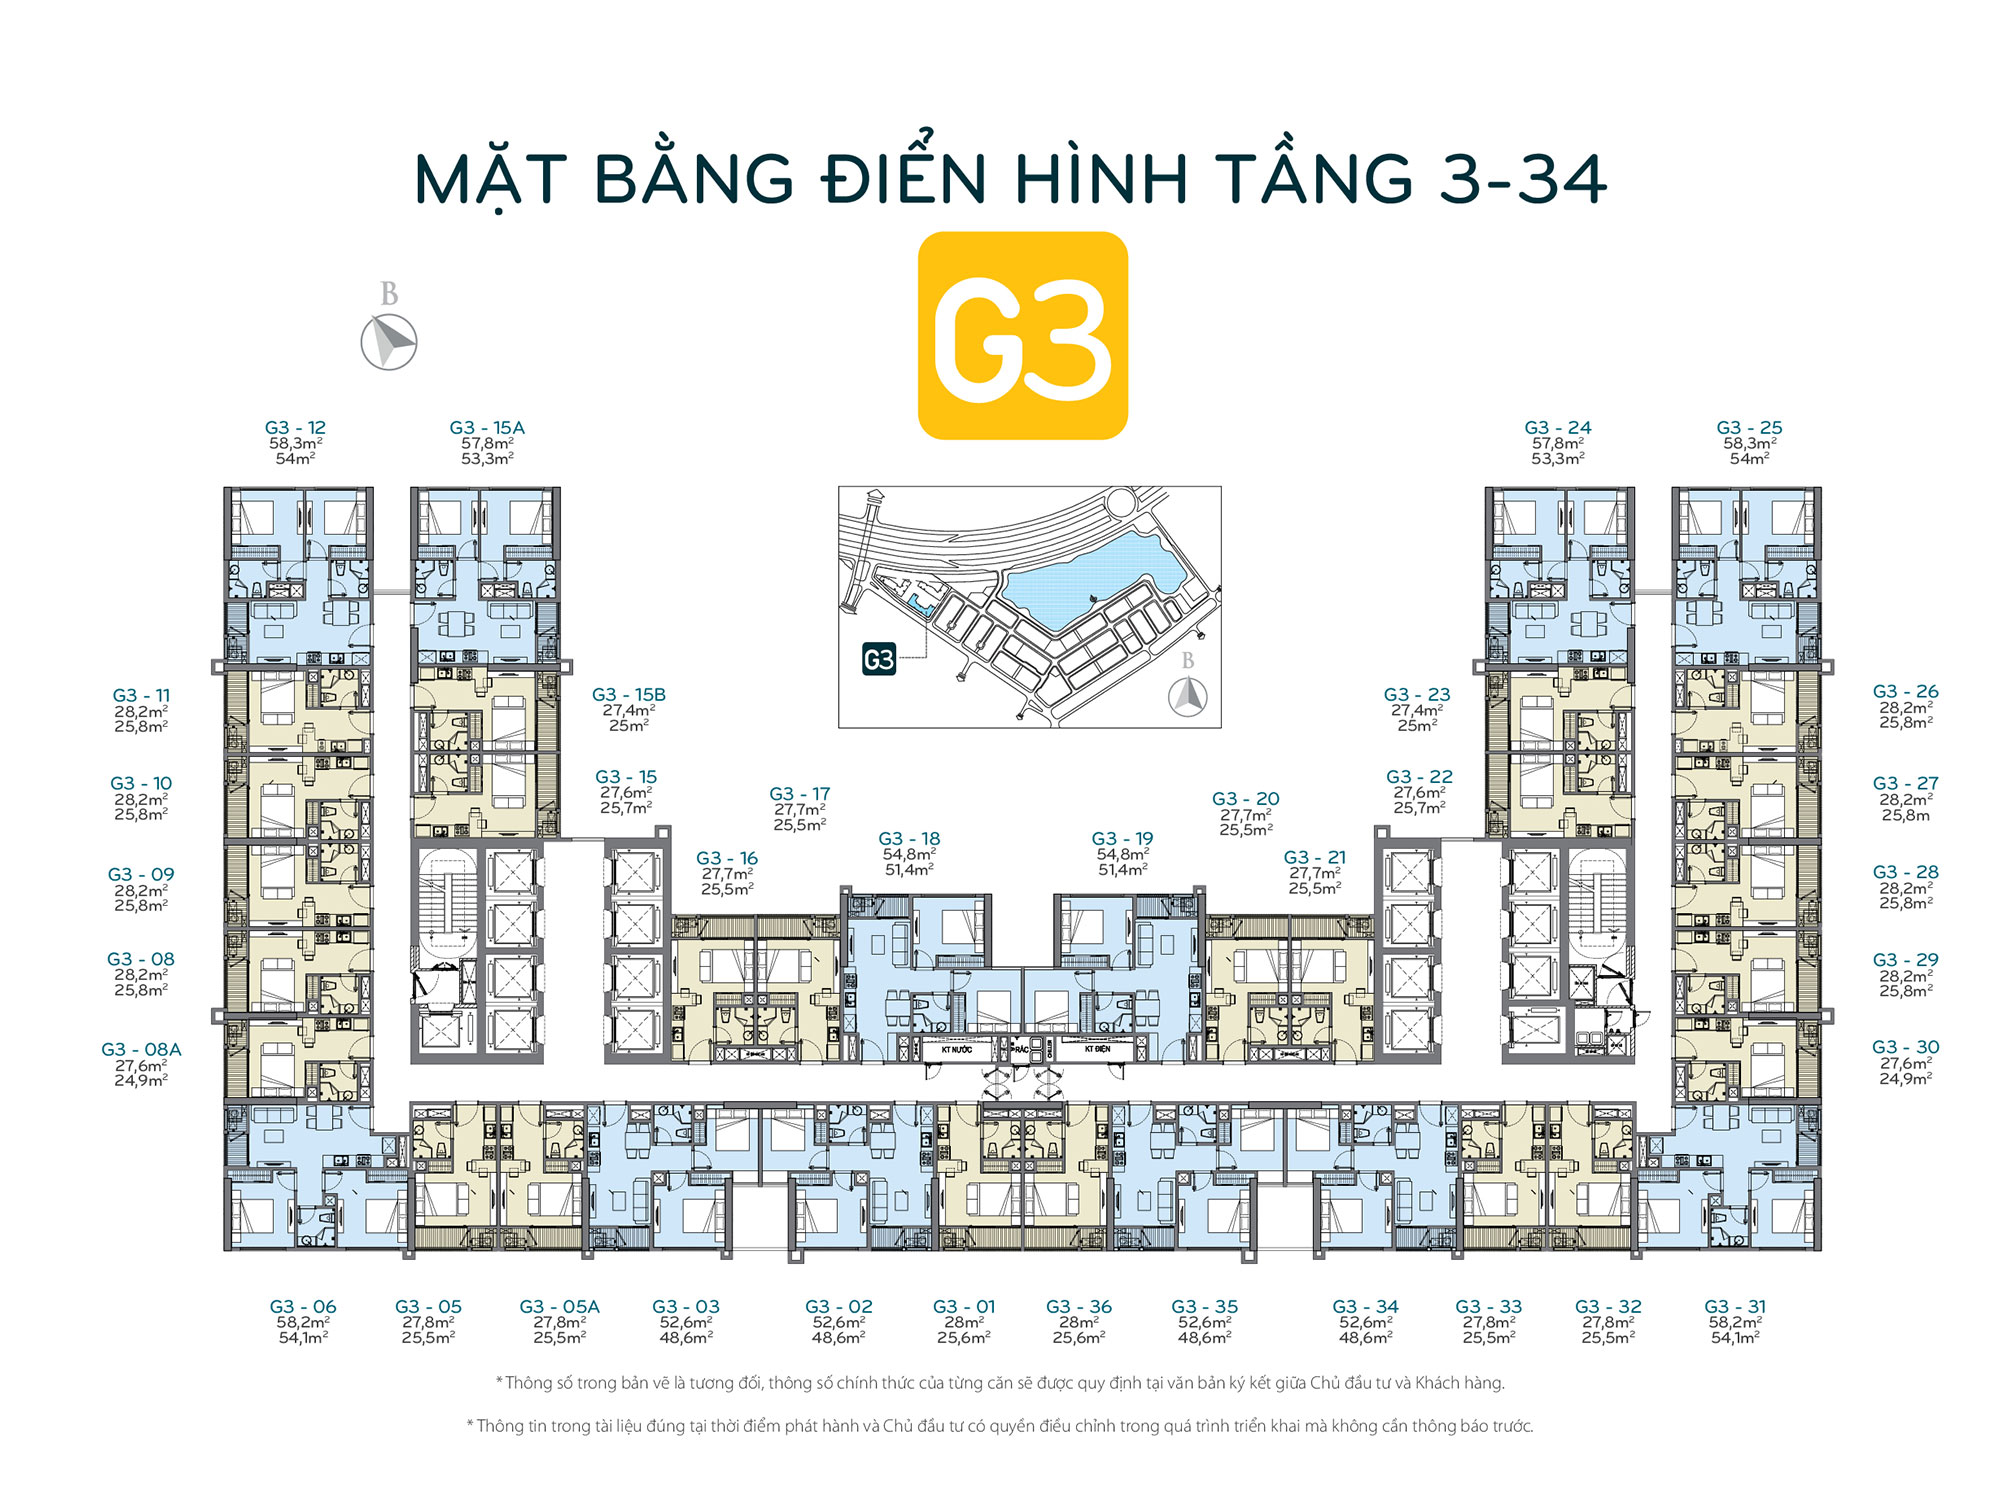 MẶT BẰNG ĐIỂN HÌNH TẦNG 3-34
G3
B
G3 - 12
58,3m²
54m²
G3 - 15A
57,8m²
53,3m²
G3 - 24
57,8m²
53,3m²
G3 - 25
58,3m²
54m²
G3
B
G3 - 11
28,2m²
25,8m²
G3 - 15B
27,4m²
25m²
G3 - 23
27,4m²
25m²
G3 - 26
28,2m²
25,8m²
G3 - 10
28,2m²
25,8m²
G3 - 15
27,6m²
25,7m²
G3 - 17
27,7m²
25,5m²
G3 - 20
27,7m²
25,5m²
G3 - 22
27,6m²
25,7m²
G3 - 27
28,2m²
25,8m
G3 - 09
28,2m²
25,8m²
G3 - 16
27,7m²
25,5m²
G3 - 18
54,8m²
51,4m²
G3 - 19
54,8m²
51,4m²
G3 - 21
27,7m²
25,5m²
G3 - 28
28,2m²
25,8m²
G3 - 08
28,2m²
25,8m²
G3 - 29
28,2m²
25,8m²
G3 - 08A
27,6m²
24,9m²
KT NƯỚC
RÁC
KT ĐIỆN
G3 - 30
27,6m²
24,9m²
G3 - 06
58,2m²
54,1m²
G3 - 05
27,8m²
25,5m²
G3 - 05A
27,8m²
25,5m²
G3 - 03
52,6m²
48,6m²
G3 - 02
52,6m²
48,6m²
G3 - 01
28m²
25,6m²
G3 - 36
28m²
25,6m²
G3 - 35
52,6m²
48,6m²
G3 - 34
52,6m²
48,6m²
G3 - 33
27,8m²
25,5m²
G3 - 32
27,8m²
25,5m²
G3 - 31
58,2m²
54,1m²
* Thông số trong bản vẽ là tương đối, thông số chính thức của từng căn sẽ được quy định tại văn bản ký kết giữa Chủ đầu tư và Khách hàng.
* Thông tin trong tài liệu đúng tại thời điểm phát hành và Chủ đầu tư có quyền điều chỉnh trong quá trình triển khai mà không cần thông báo trước.